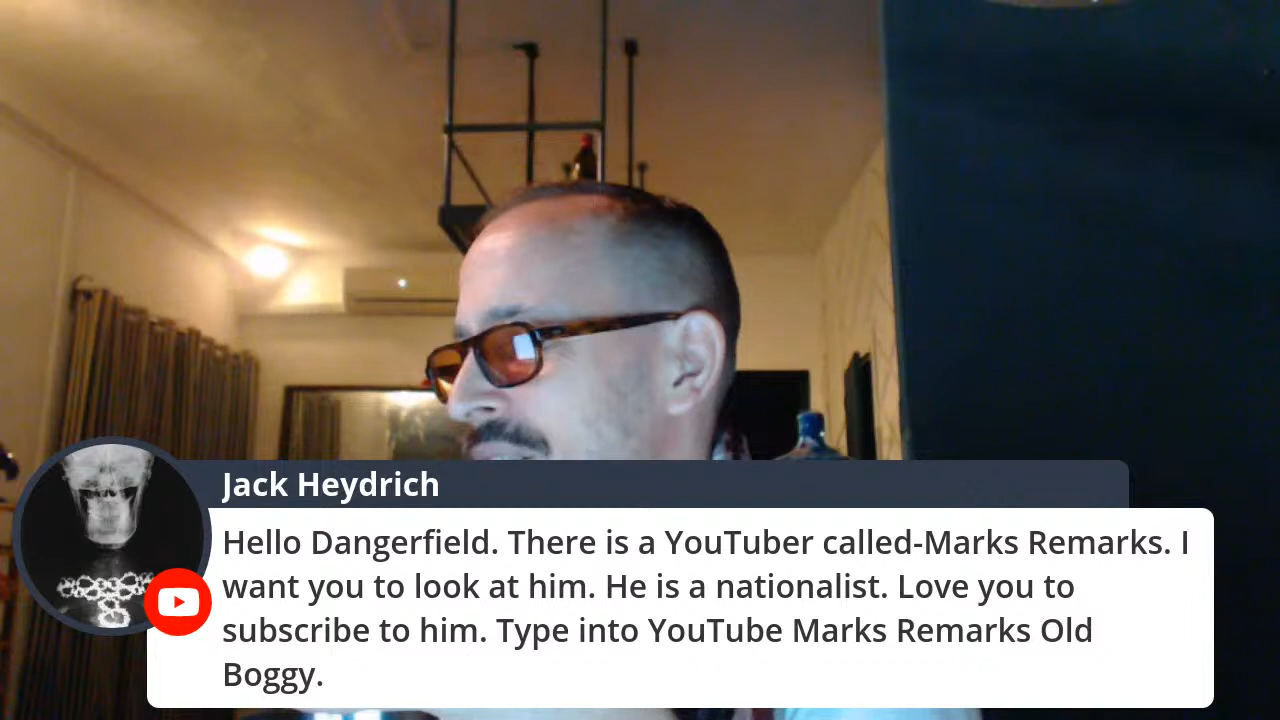 Jack Heydrich
Hello Dangerfield. There is a YouTuber called-Marks Remarks. I
want you to look at him. He is a nationalist. Love you to
subscribe to him. Type into YouTube Marks Remarks Old
Boggy.